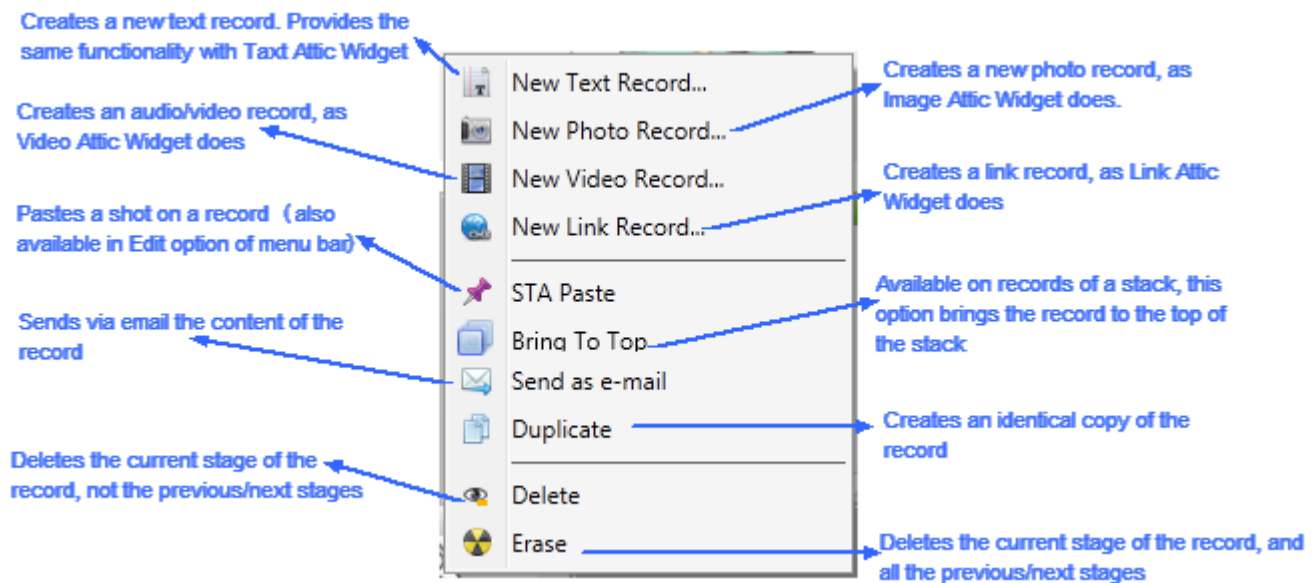 Creates a new text record. Provides the
same functionality with Taxt Attic Widget
Creates an audio/video record, as
Video Attic Widget does
Pastes a shot on a record (also
available in Edit option of menu bar)
Sends via email the content of the
record
Deletes the current stage of the
record, not the previous/next stages
New Text Record...
New Photo Record...
New Video Record...
New Link Record...
STA Paste
Bring To Top
Send as e-mail
Duplicate
Delete
Erase
Creates a new photo record, as
Image Attic Widget does.
Creates a link record, as Link Attic
Widget does
Available on records of a stack, this
option brings the record to the top of
the stack
Creates an identical copy of the
record
Deletes the current stage of the record, and
all the previous/next stages